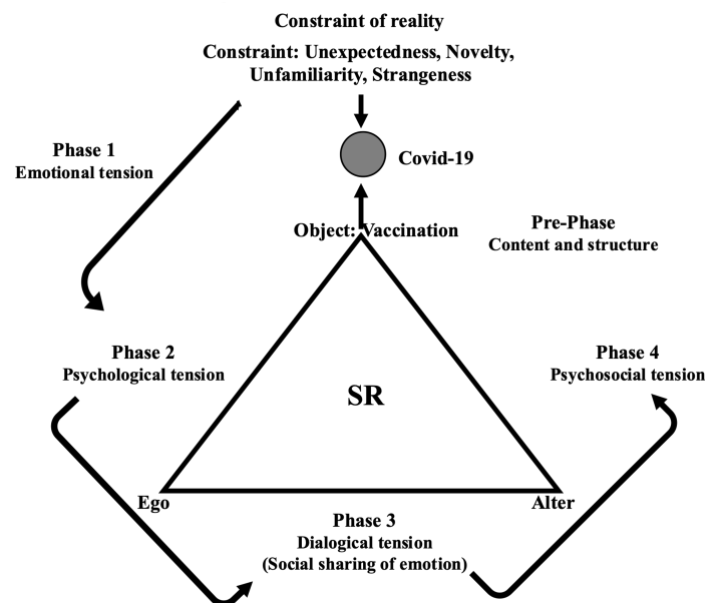 Constraint of reality
Constraint: Unexpectedness, Novelty,
Unfamiliarity, Strangeness
Phase 1
Emotional tension
Covid-19
Object: Vaccination
Pre-Phase
Content and structure
Phase 2
Psychological tension
Phase 4
Psychosocial tension
SR
Ego
Alter
Phase 3
Dialogical tension
(Social sharing of emotion)